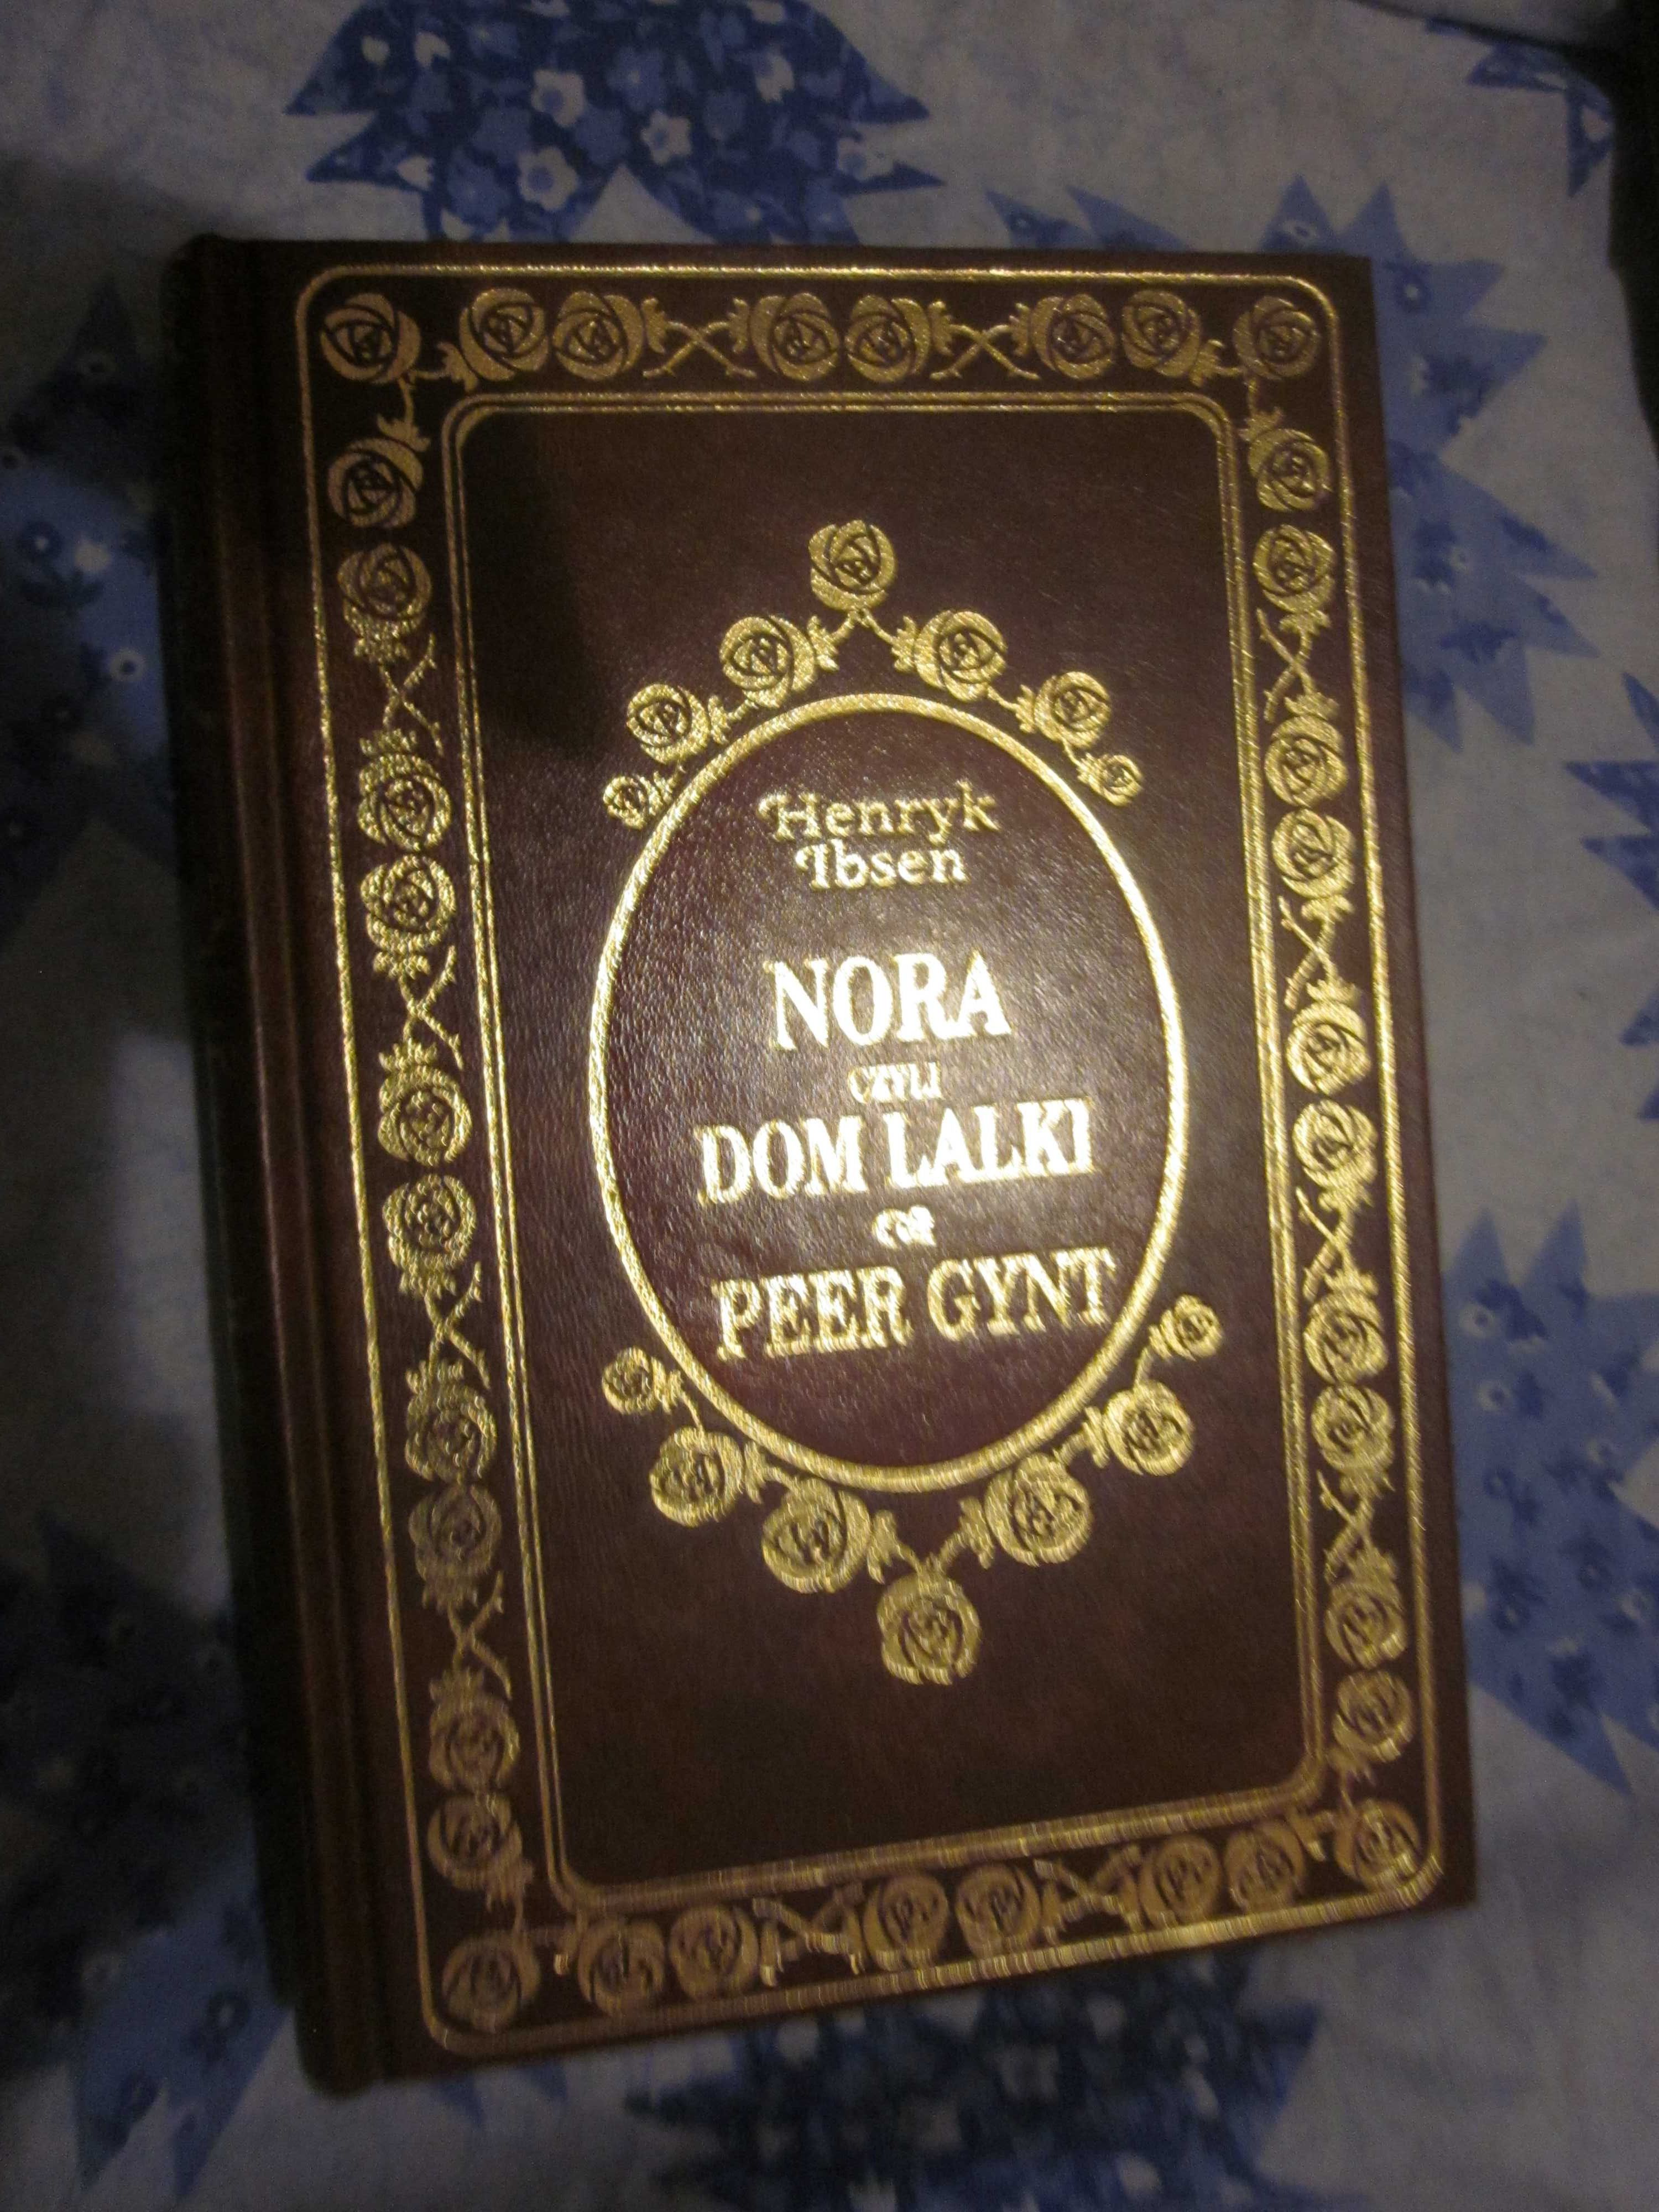 Henryk
Ibsen
NORA
CZYLI
DOM LALKI
PEER GYNT